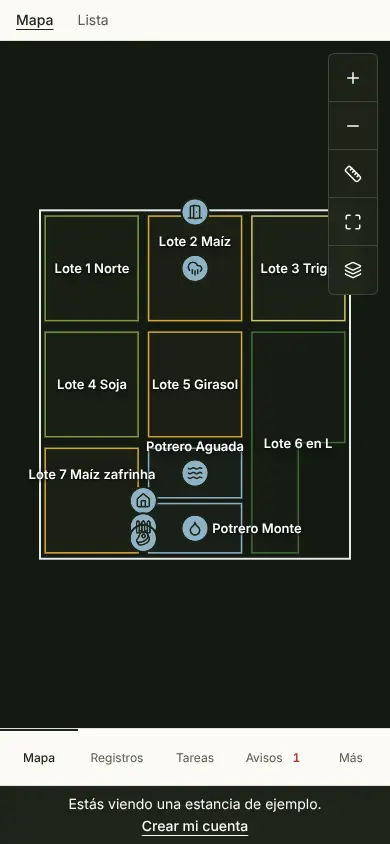 Mapa Lista
Lote 2 Maíz
Lote 1 Norte
Lote 3 Trig
Lote 4 Soja
Lote 5 Girasol
Potrero Aguada
Lote 6 en L
Lote 7 Maíz zafrinha
Potrero Monte
Mapa Registros Tareas Avisos 1 Más
Estás viendo una estancia de ejemplo.
Crear mi cuenta